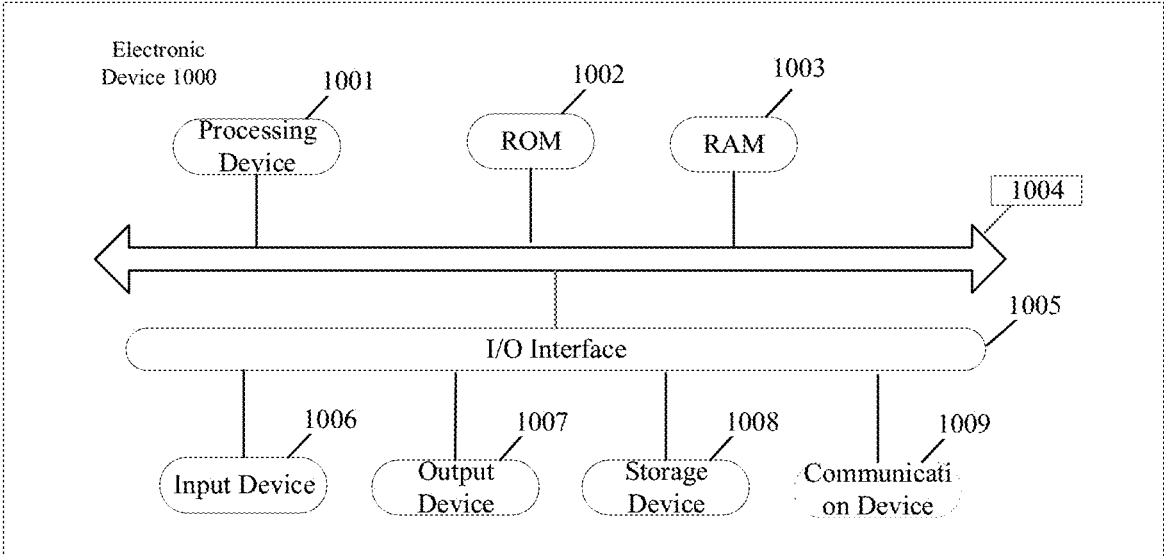 Electronic
Device 1000
1001
1002
1003
Processing
Device
ROM
RAM
1004
1005
I/O Interface
1006
1007
1008
1009
Input Device
Output
Device
Storage
Device
Communicati
on Device